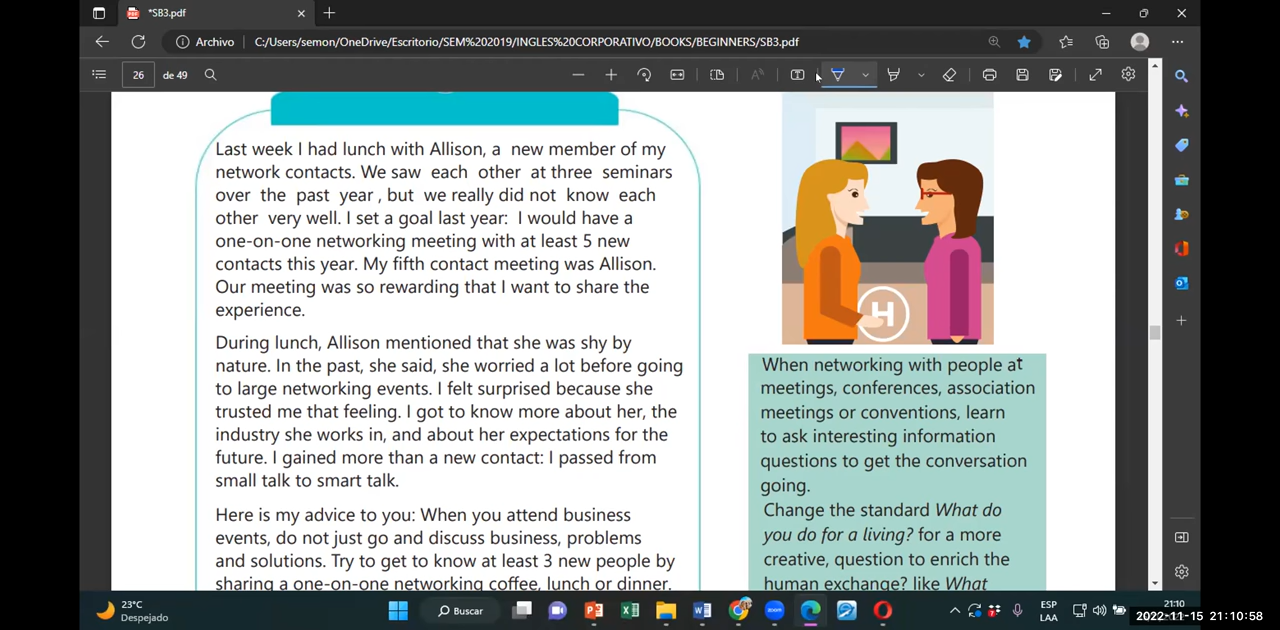 *SB3.pdf
Archivo
C:/Users/semon/OneDrive/Escritorio/SEM%202019/INGLES%20CORPORATIVO/BOOKS/BEGINNERS/SB3.pdf
26 de 49
Last week I had lunch with Allison, a new member of my
network contacts. We saw each other at three seminars
over the past year , but we really did not know each
other very well. I set a goal last year: I would have a
one-on-one networking meeting with at least 5 new
contacts this year. My fifth contact meeting was Allison.
Our meeting was so rewarding that I want to share the
experience.
During lunch, Allison mentioned that she was shy by
nature. In the past, she said, she worried a lot before going
to large networking events. I felt surprised because she
trusted me that feeling. I got to know more about her, the
industry she works in, and about her expectations for the
future. I gained more than a new contact: I passed from
small talk to smart talk.
Here is my advice to you: When you attend business
events, do not just go and discuss business, problems
and solutions. Try to get to know at least 3 new people by
sharing a one-on-one networking coffee, lunch or dinner.
H
When networking with people at
meetings, conferences, association
meetings or conventions, learn
to ask interesting information
questions to get the conversation
going.
Change the standard What do
you do for a living? for a more
creative, question to enrich the
human exchange? like What
23°C
Despejado
Buscar
ESP
LAA
21:10
2022-11-15 21:10:58